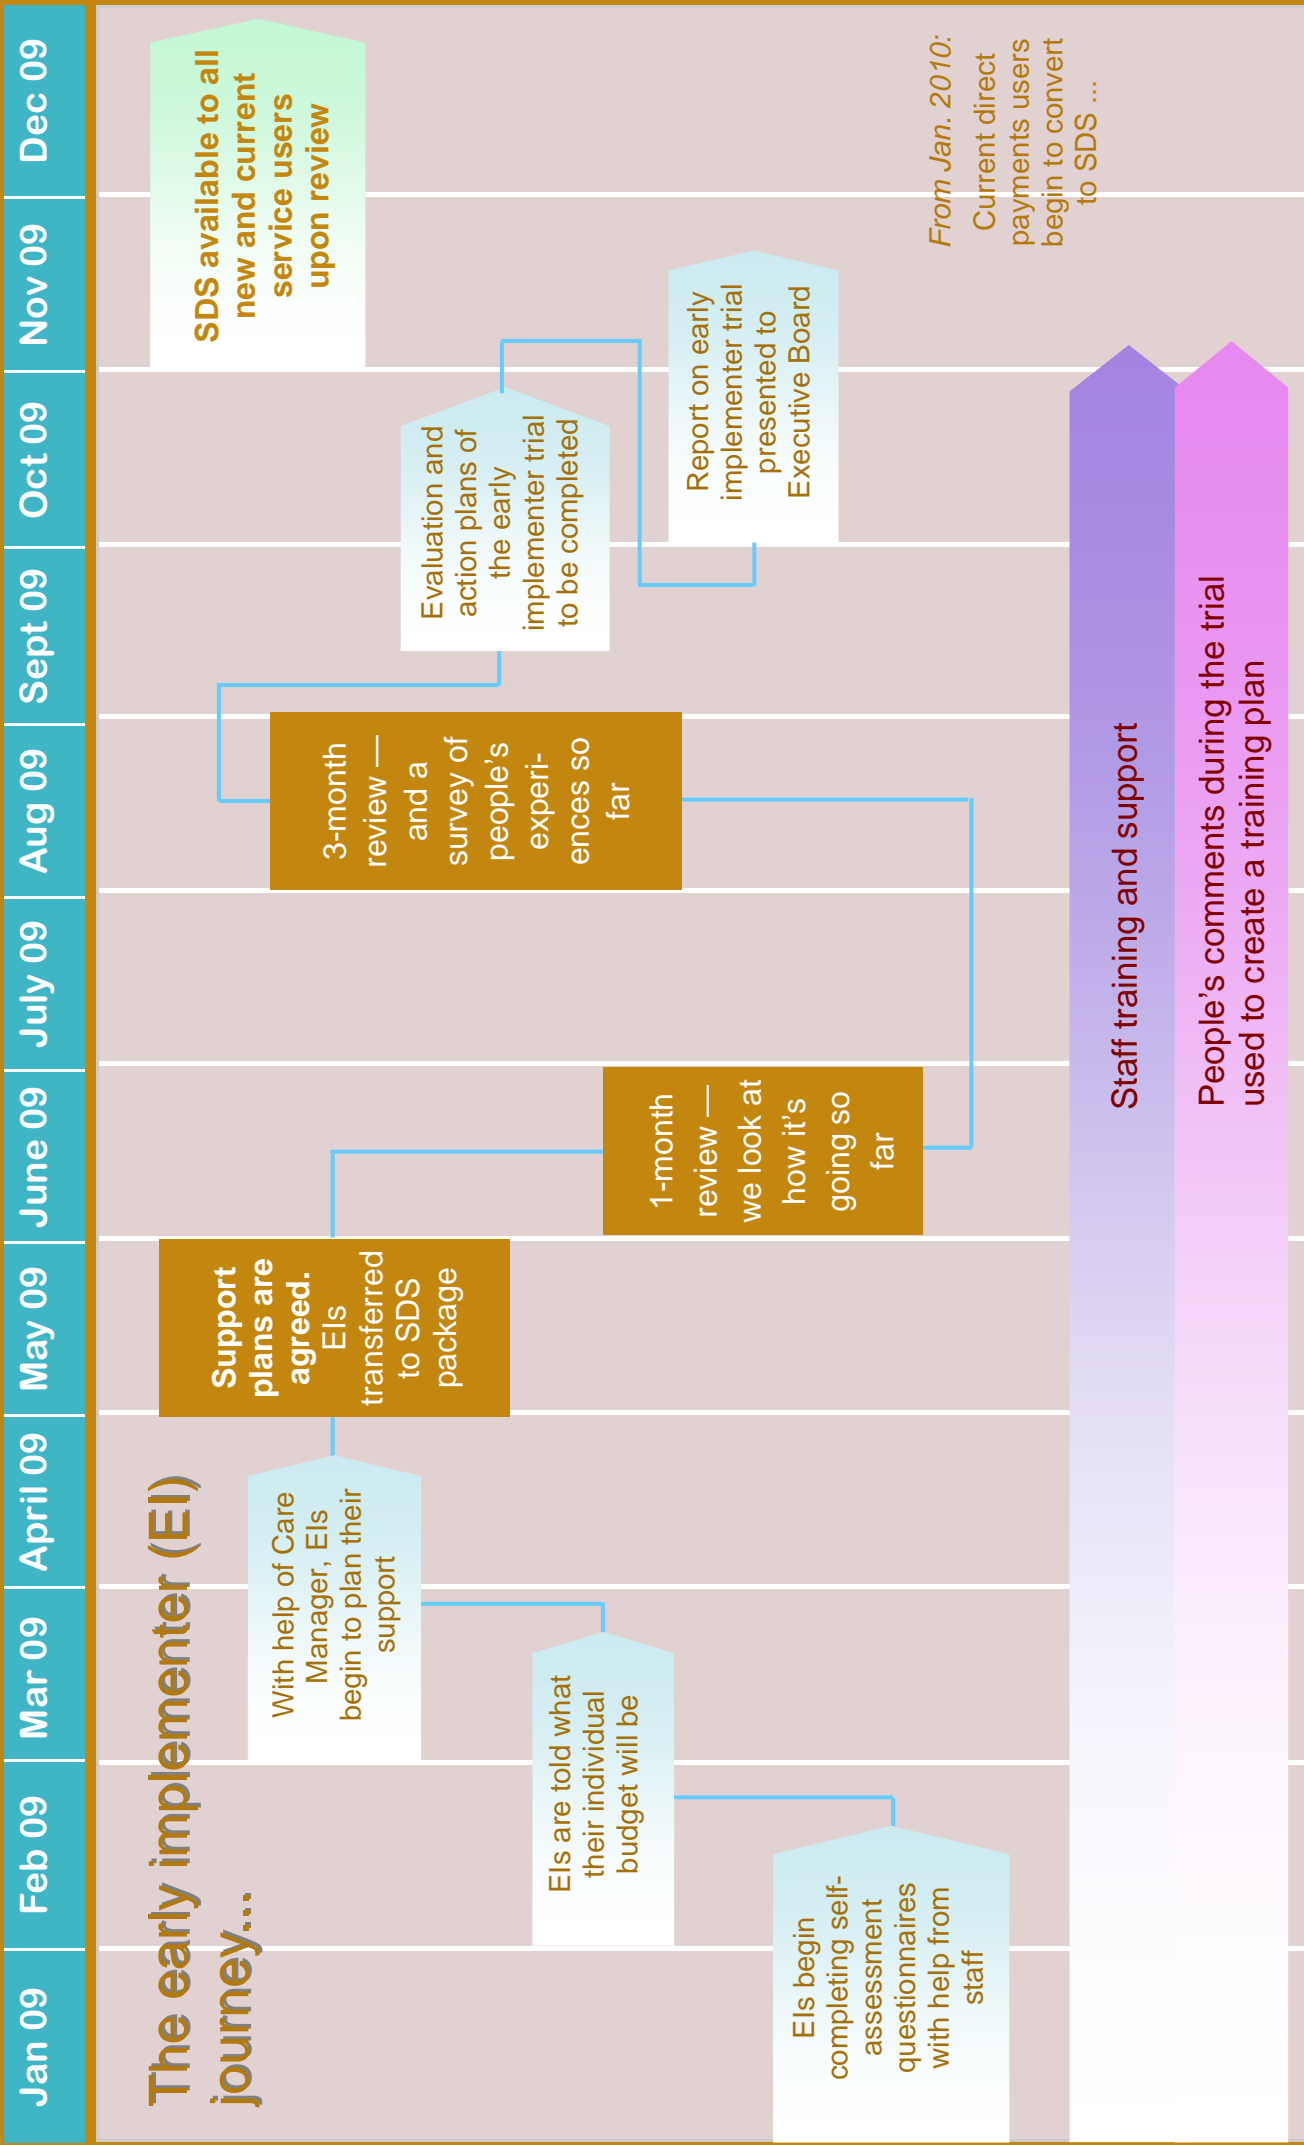 Jan 09
Feb 09
Mar 09
April 09
May 09
June 09
July 09
Aug 09
Sept 09
Oct 09
Nov 09
Dec 09
The early implementer (EI)
journey...
EIs begin
completing self-
assessment
questionnaires
with help from
staff
EIs are told what
their individual
budget will be
With help of Care
Manager, EIs
begin to plan their
support
Support
plans are
agreed.
EIs
transferred
to SDS
package
1-month
review —
we look at
how it’s
going so
far
3-month
review —
and a
survey of
people’s
experi-
ences so
far
Evaluation and
action plans of
the early
implementer trial
to be completed
Report on early
implementer trial
presented to
Executive Board
SDS available to all
new and current
service users
upon review
From Jan. 2010:
Current direct
payments users
begin to convert
to SDS ...
Staff training and support
People’s comments during the trial
used to create a training plan